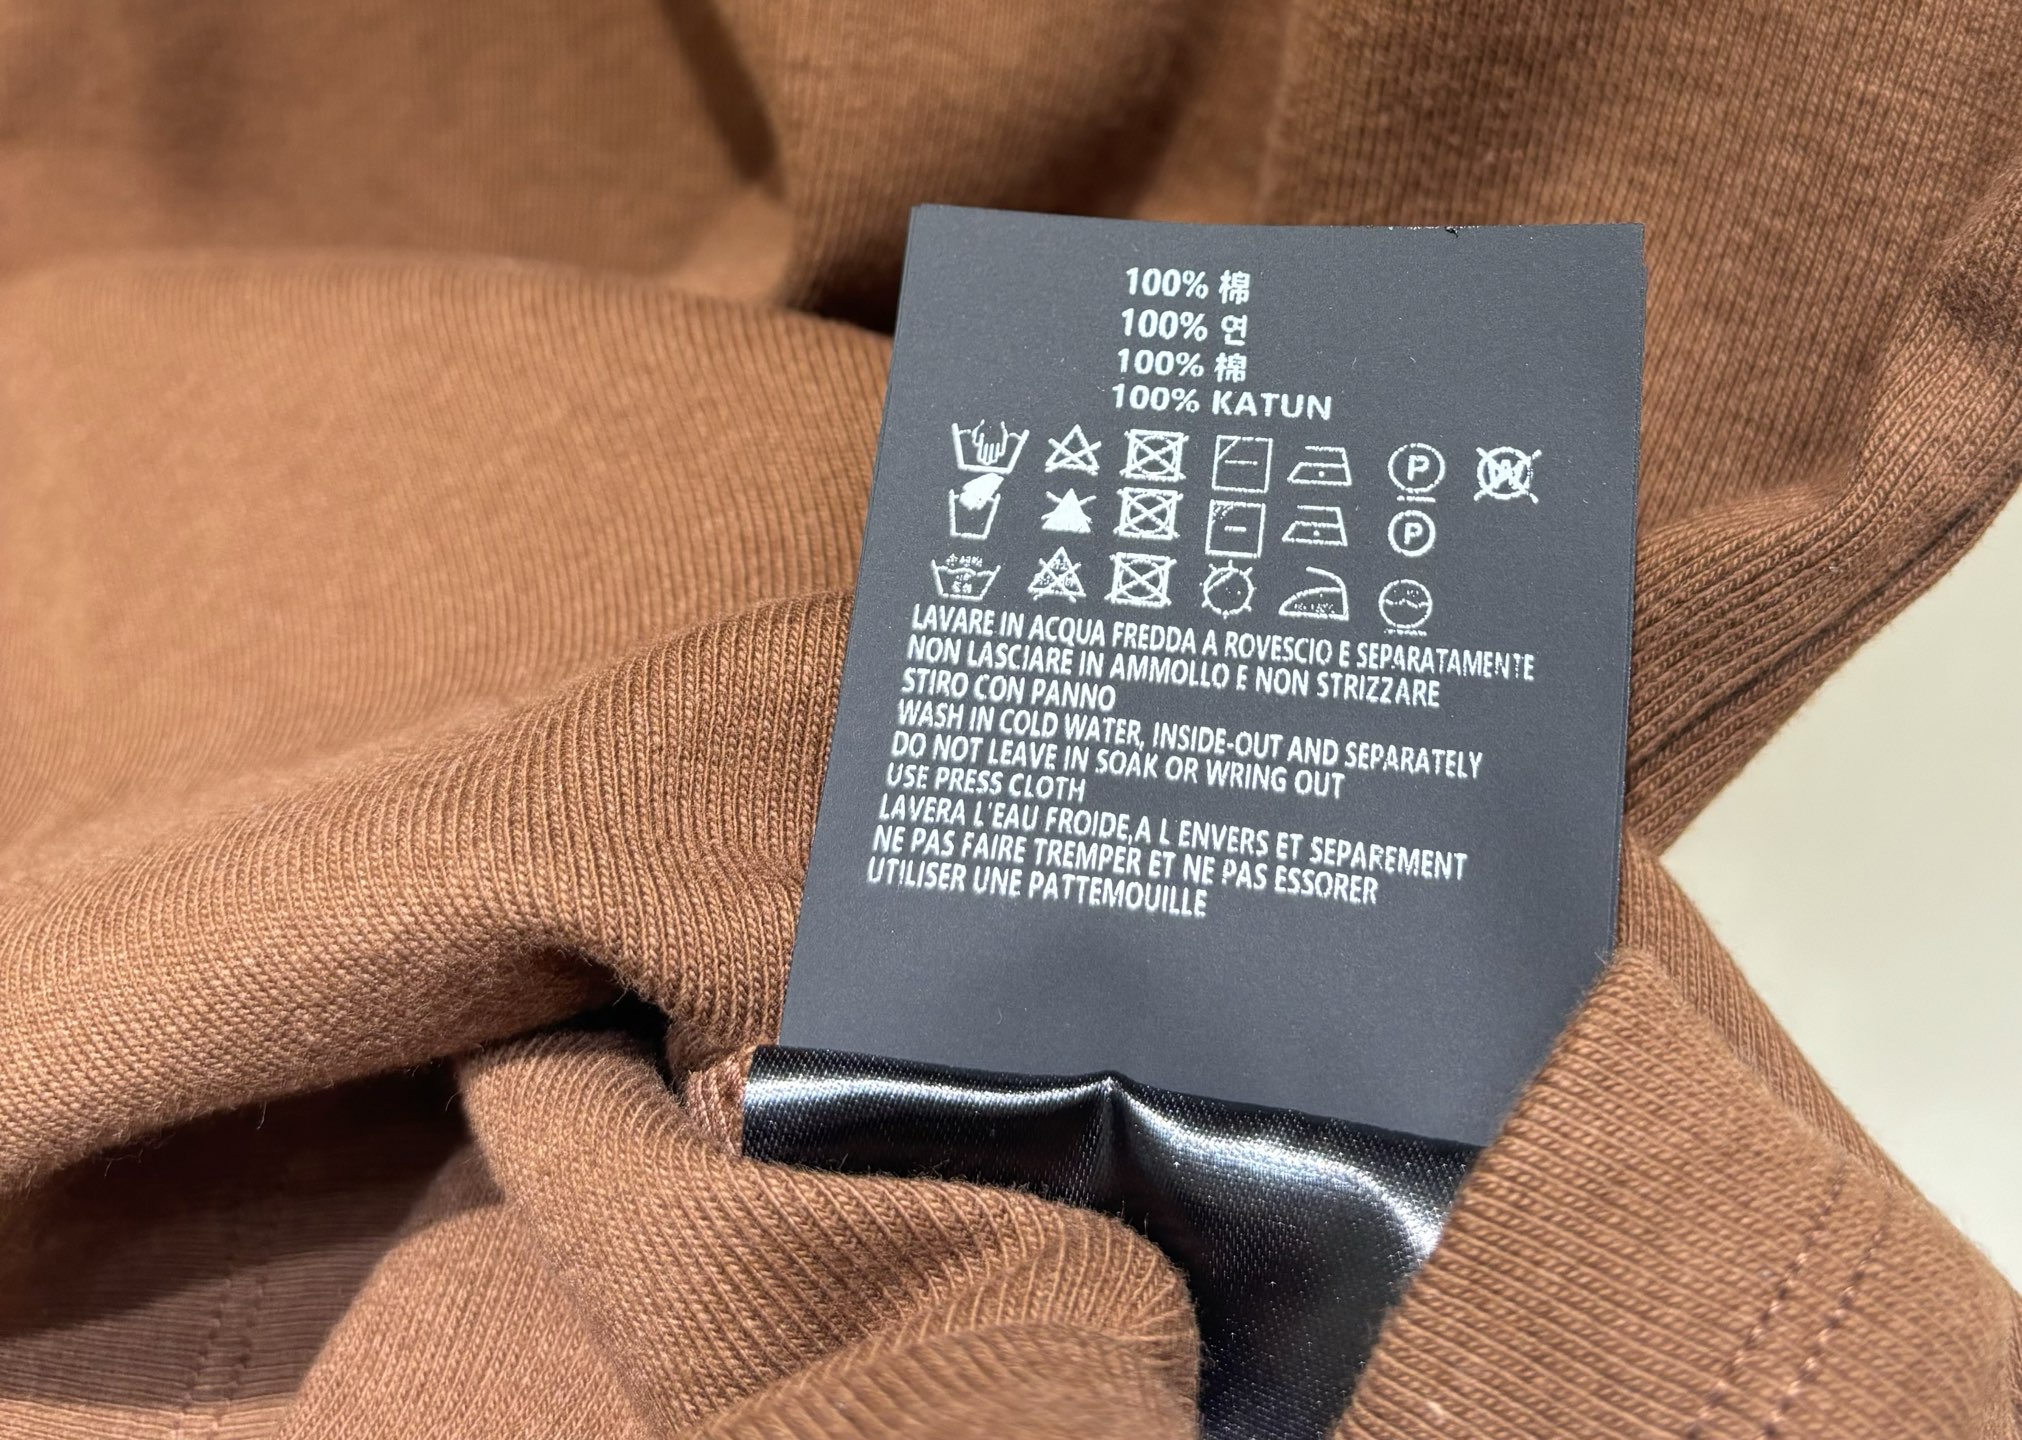 100% 棉
100% 연
100% 棉
100% KATUN
P W
P
LAVARE IN ACQUA FREDDA A ROVESCIO E SEPARATAMENTE
NON LASCIARE IN AMMOLLO E NON STRIZZARE
STIRO CON PANNO
WASH IN COLD WATER, INSIDE-OUT AND SEPARATELY
DO NOT LEAVE IN SOAK OR WRING OUT
USE PRESS CLOTH
LAVERA L'EAU FROIDE,A L'ENVERS ET SEPAREMENT
NE PAS FAIRE TREMPER ET NE PAS ESSORER
UTILISER UNE PATTEMOUILLE